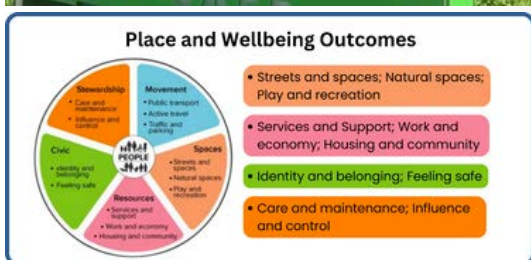 Place and Wellbeing Outcomes
Stewardship
• Care and
maintenance
• Influence and
control
Movement
• Public transport
• Active travel
• Traffic and
parking
Civic
• Identity and
belonging
• Feeling safe
PEOPLE
Spaces
• Streets and
spaces
• Natural spaces
• Play and
recreation
Resources
• Services and
support
• Work and economy
• Housing and community
• Streets and spaces; Natural spaces;
Play and recreation
• Services and Support; Work and
economy; Housing and community
• Identity and belonging; Feeling safe
• Care and maintenance; Influence
and control